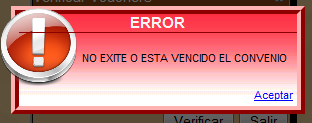 Verificar Vouchers
ERROR
NO EXITE O ESTA VENCIDO EL CONVENIO
Aceptar
Verificar Salir